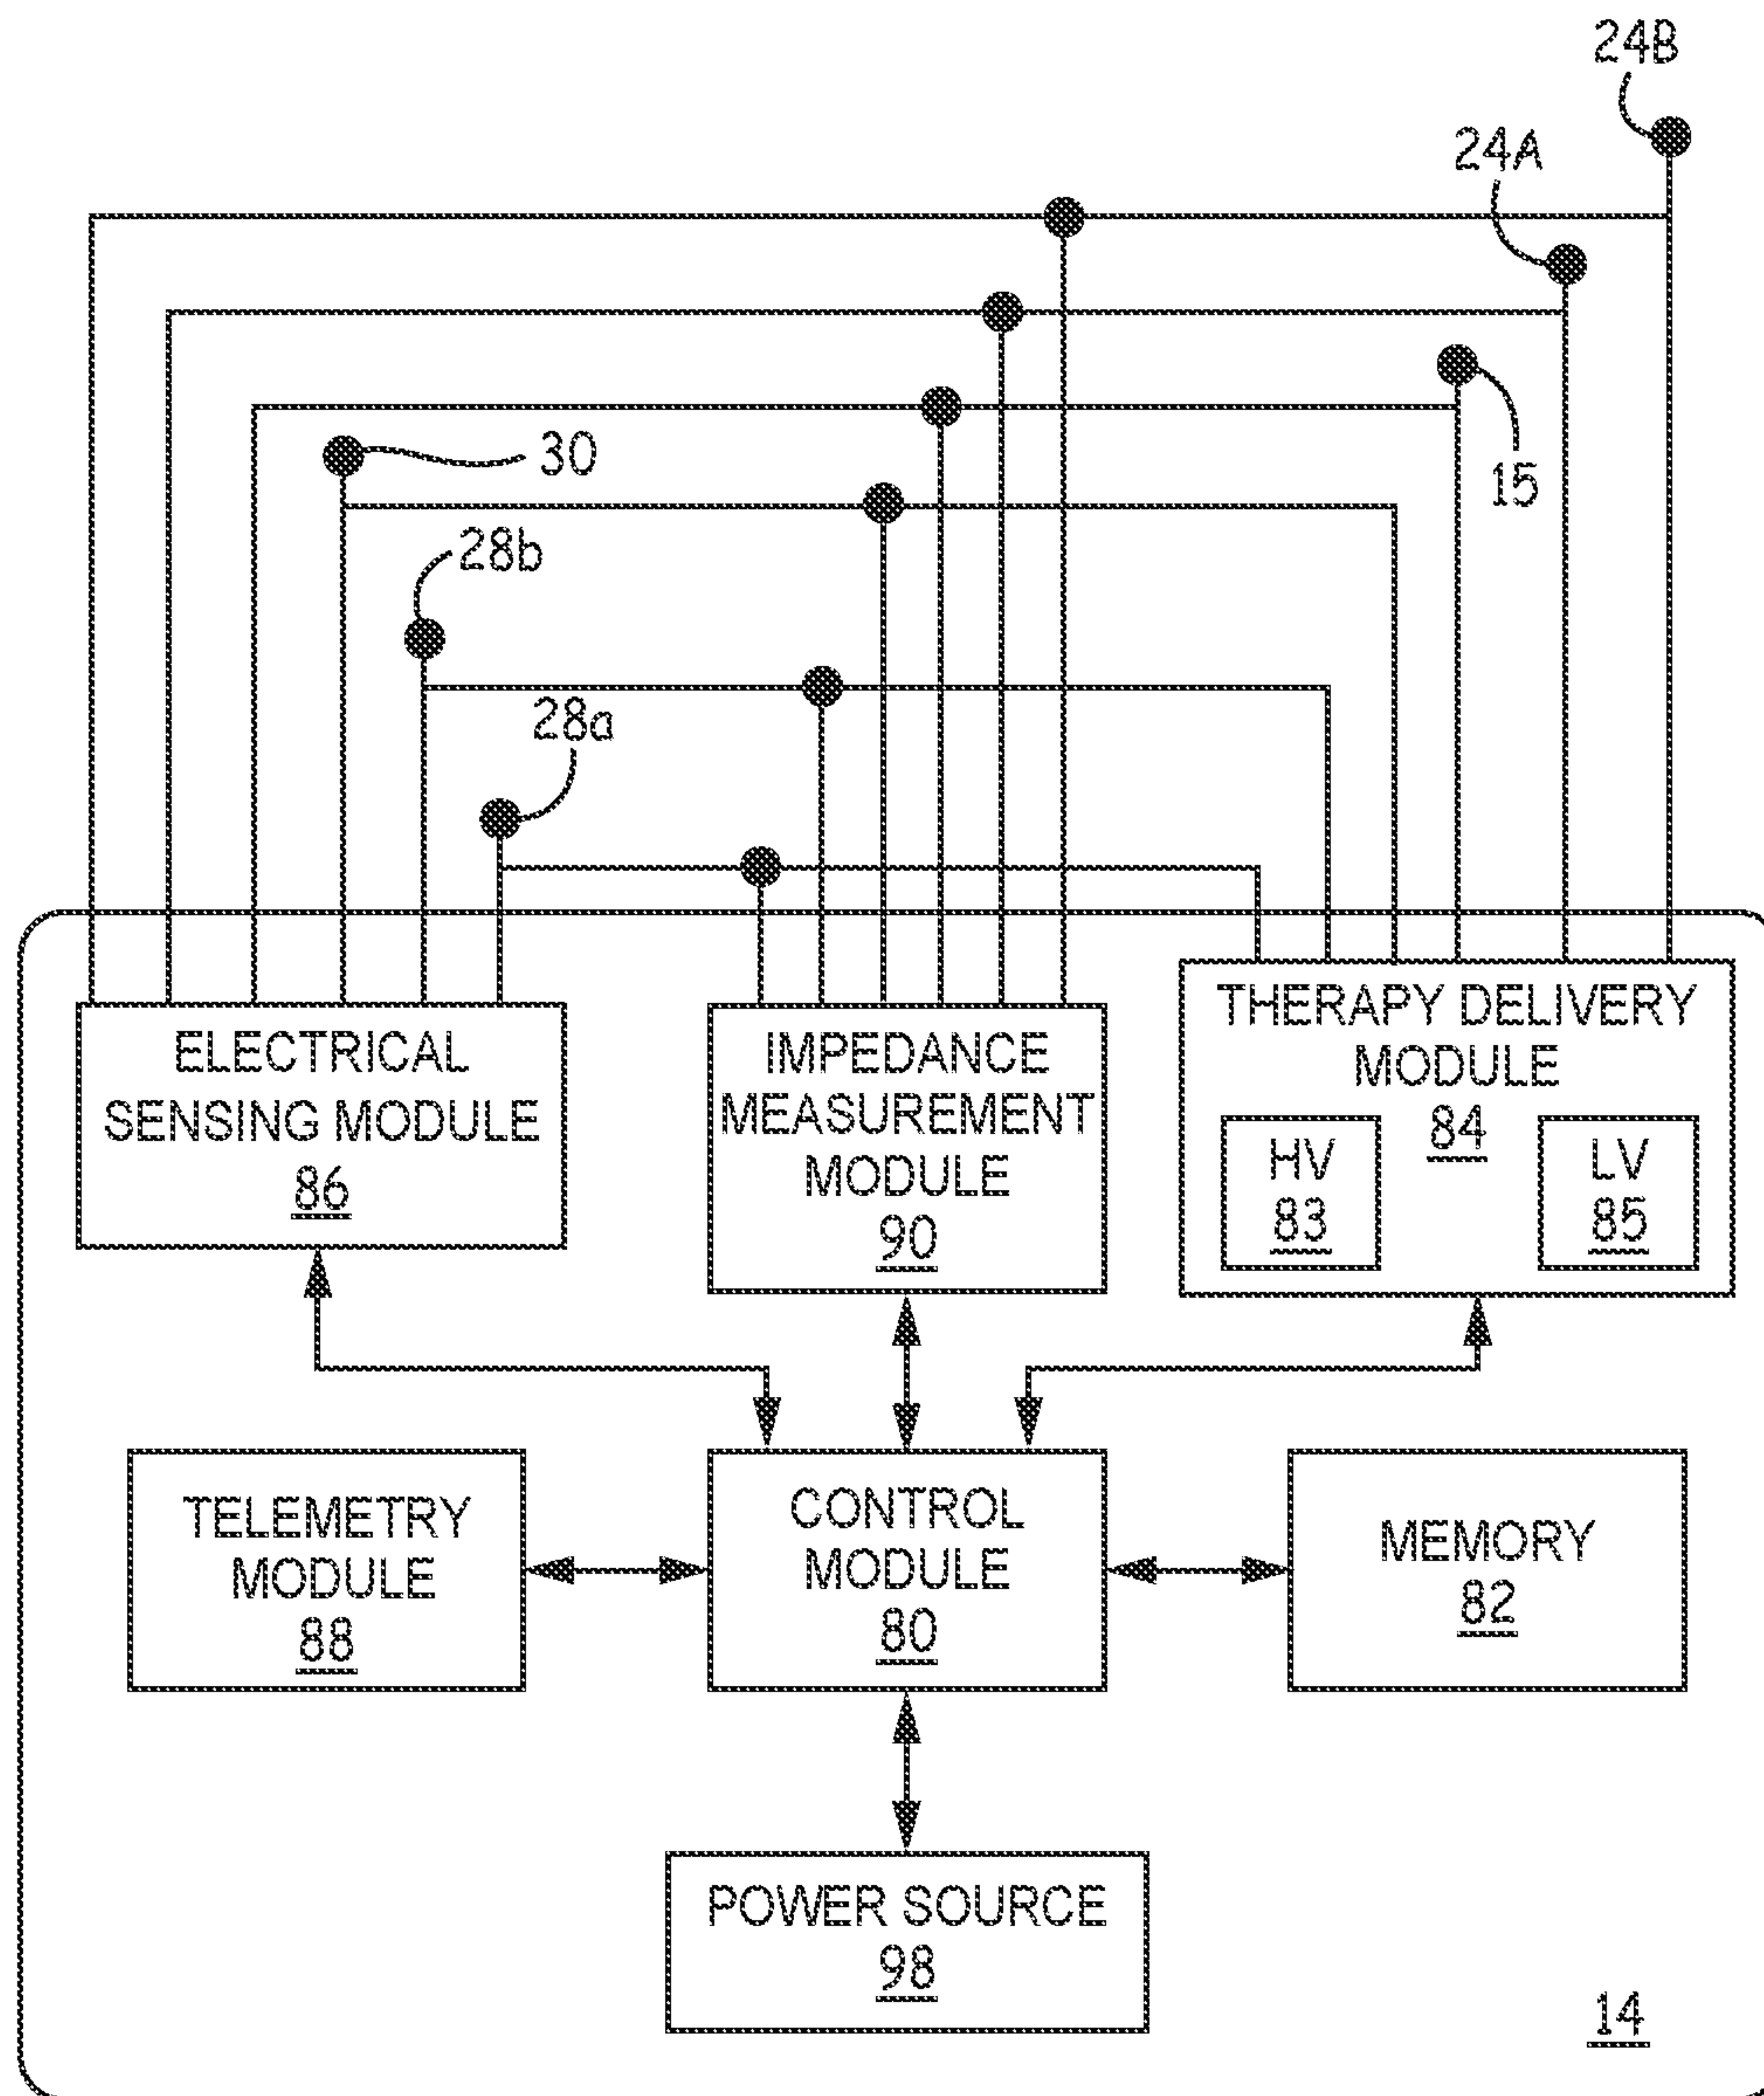 24B
24A
30
15
28b
28a
ELECTRICAL
SENSING MODULE
86
IMPEDANCE
MEASUREMENT
MODULE
90
THERAPY DELIVERY
MODULE
84
HV
83
LV
85
TELEMETRY
MODULE
88
CONTROL
MODULE
80
MEMORY
82
POWER SOURCE
98
14